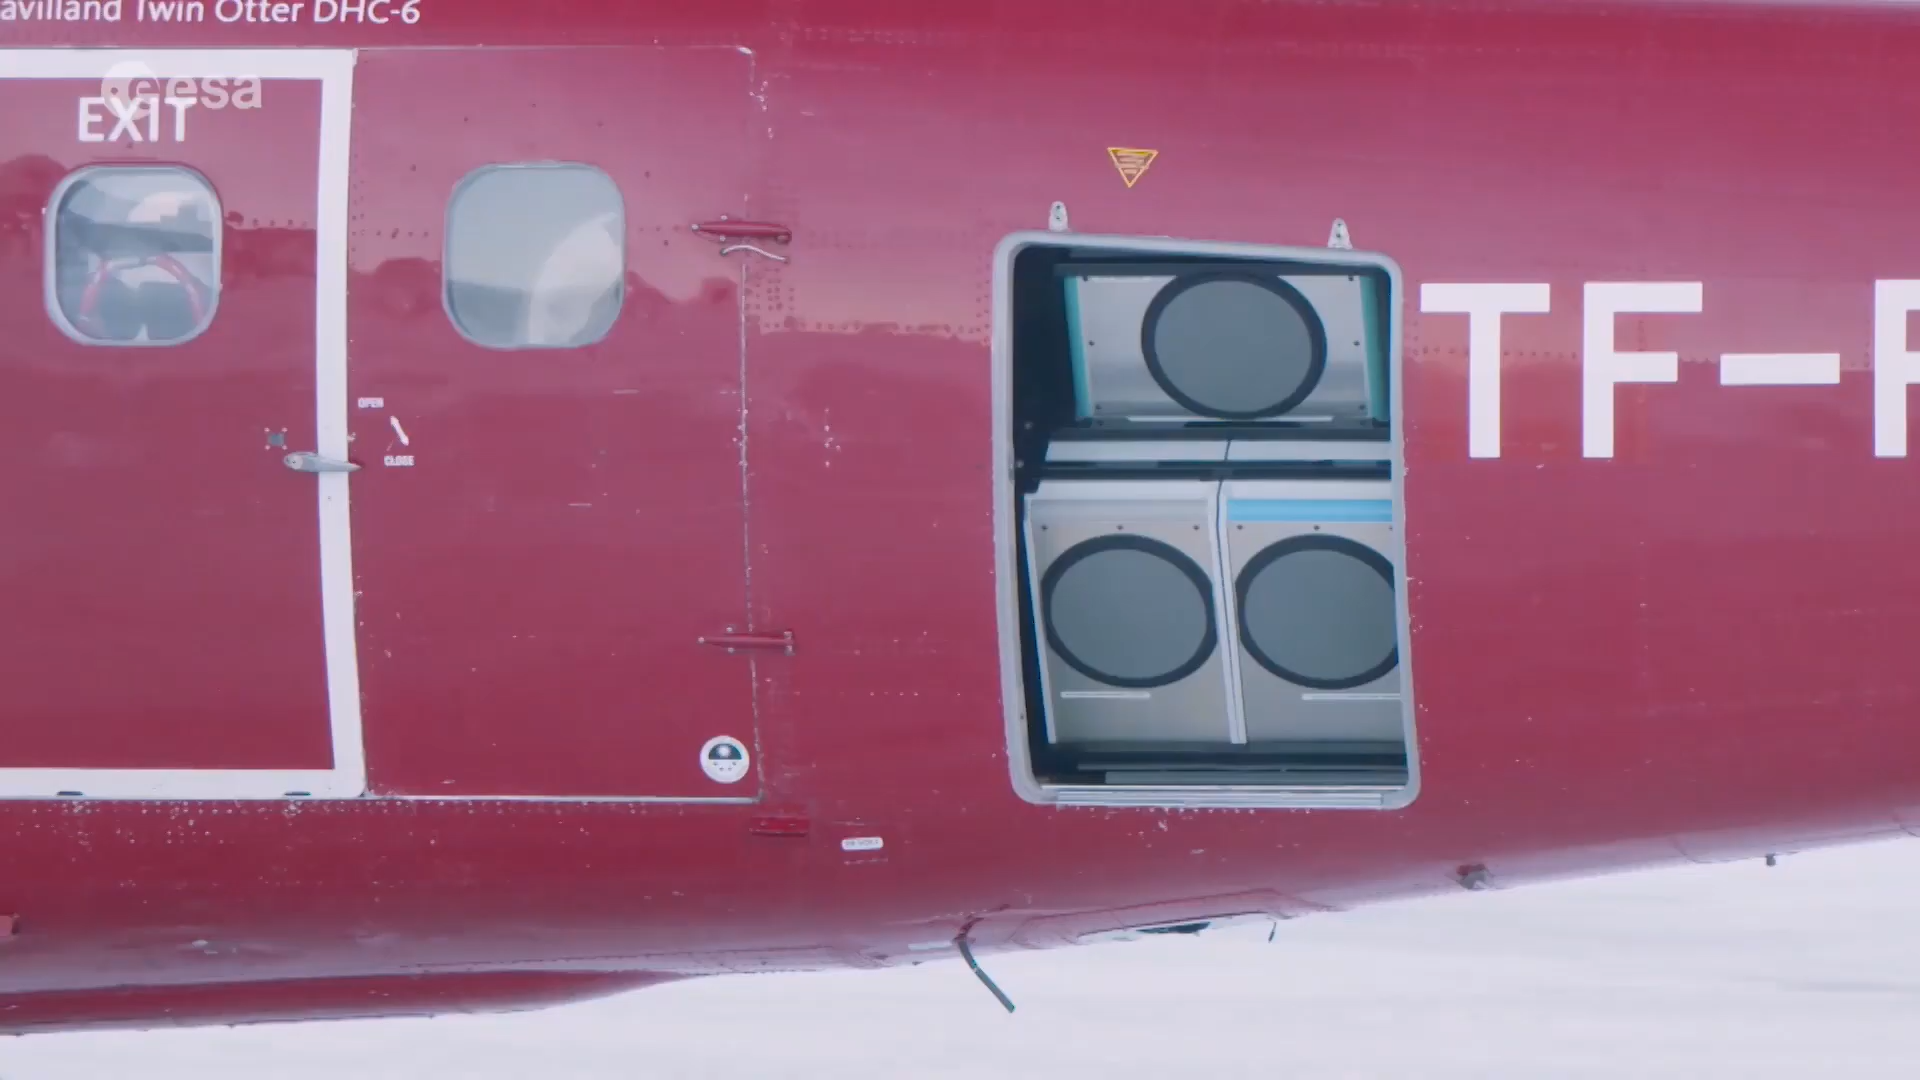 avilland Twin Otter DHC-6
esa
EXIT
OPEN
CLOSE
TF-F